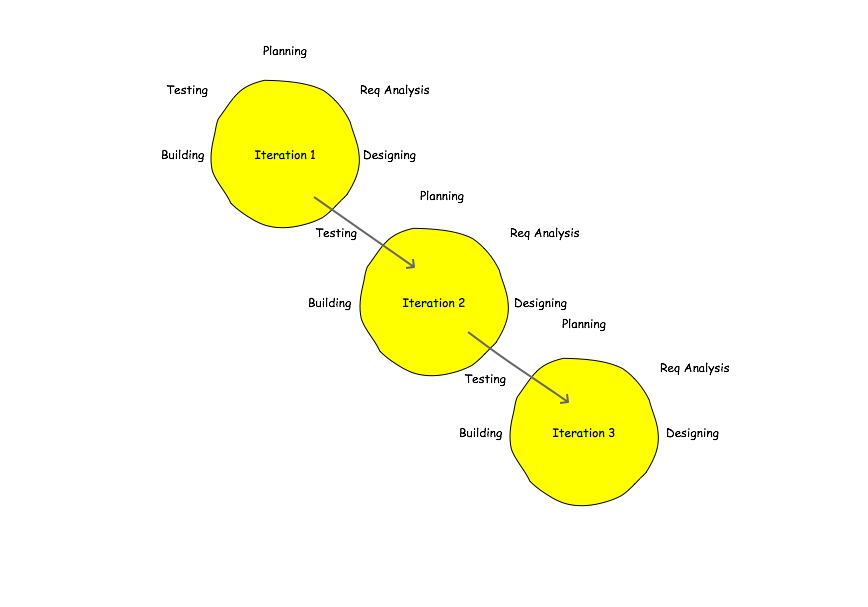 Planning
Testing
Req Analysis
Building
Iteration 1
Designing
Planning
Testing
Req Analysis
Building
Iteration 2
Designing
Planning
Testing
Req Analysis
Building
Iteration 3
Designing